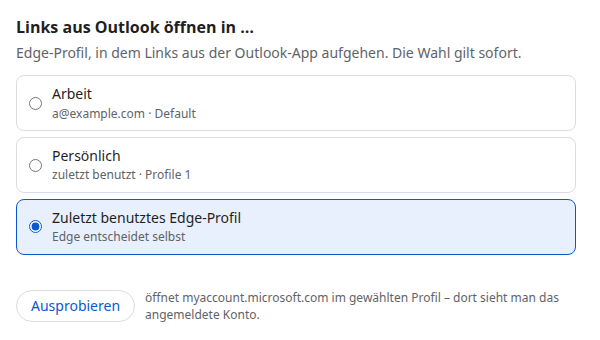 Links aus Outlook öffnen in ...
Edge-Profil, in dem Links aus der Outlook-App aufgehen. Die Wahl gilt sofort.
Arbeit
a@example.com · Default
Persönlich
zuletzt benutzt · Profile 1
Zuletzt benutztes Edge-Profil
Edge entscheidet selbst
Ausprobieren
öffnet myaccount.microsoft.com im gewählten Profil – dort sieht man das
angemeldete Konto.